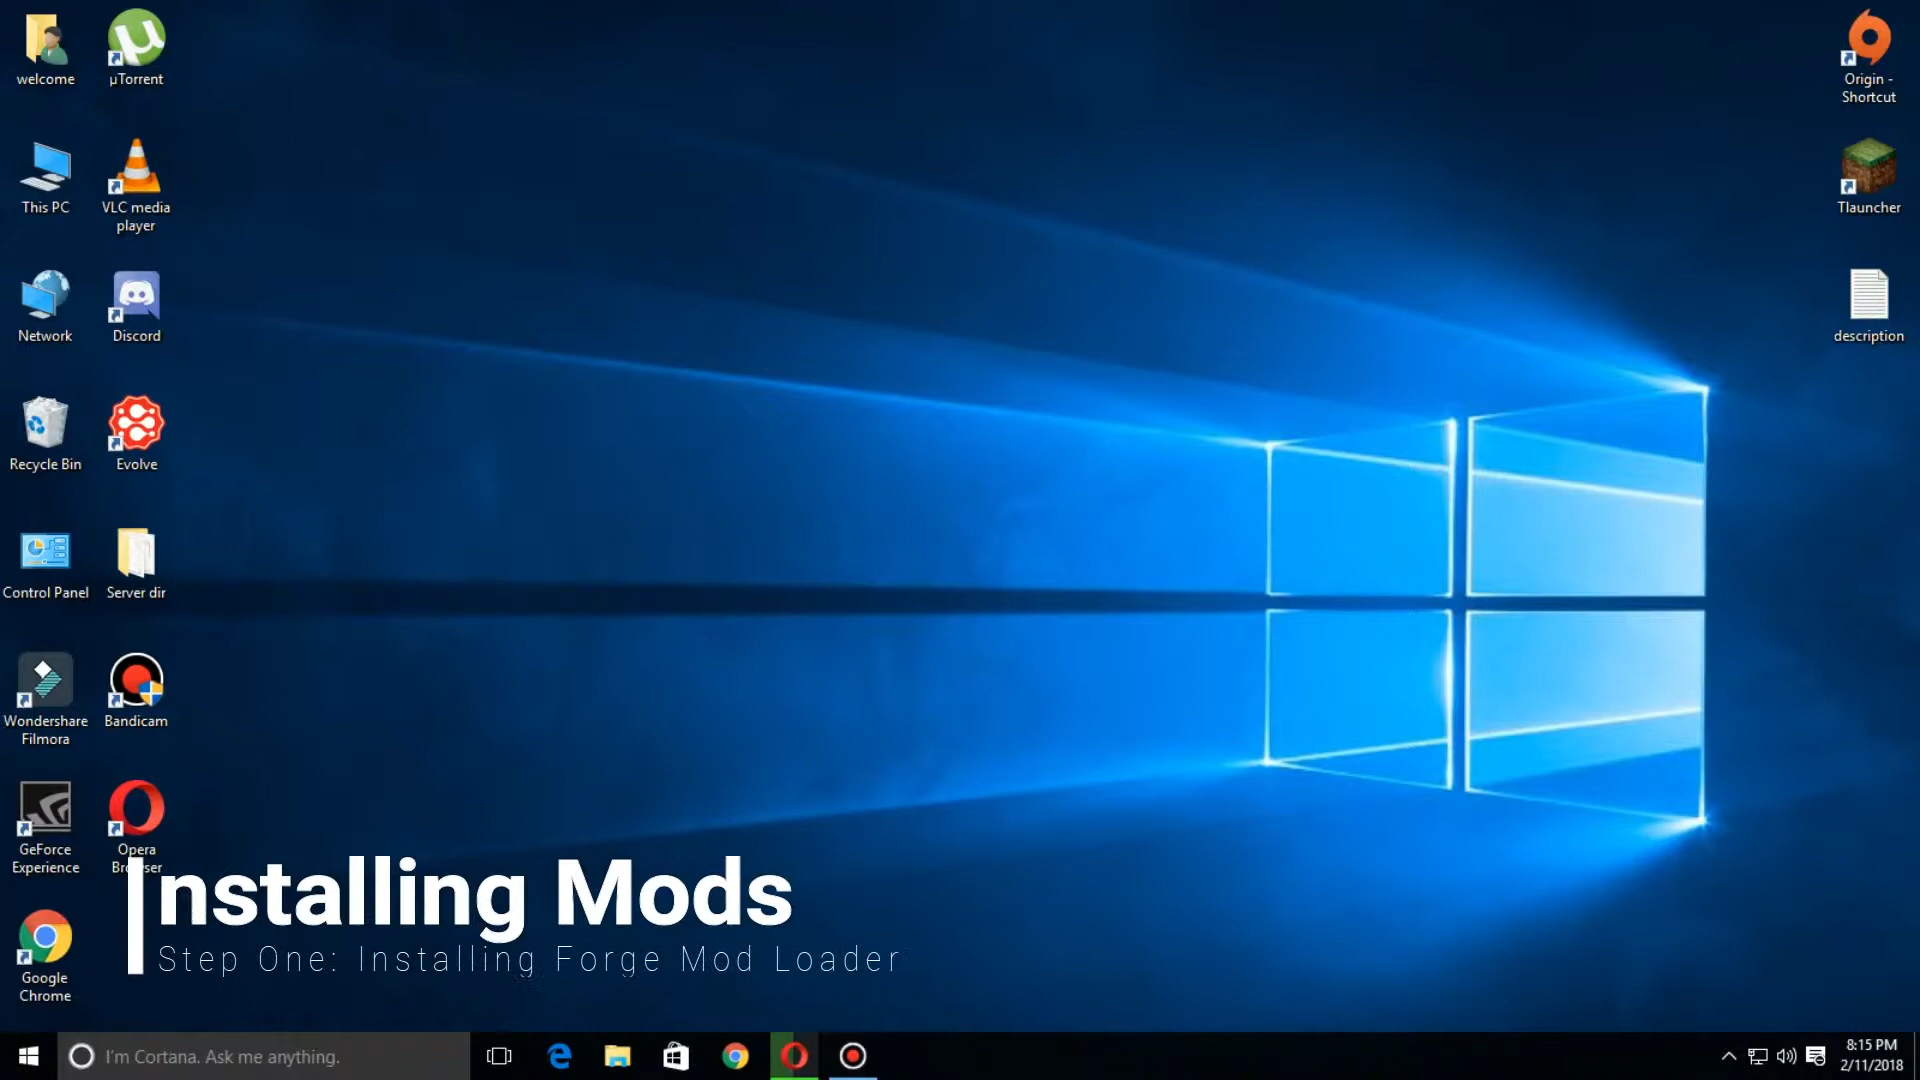 welcome
µTorrent
This PC
VLC media
player
Network
Discord
Recycle Bin
Evolve
Control Panel
Server dir
Wondershare
Filmora
Bandicam
GeForce
Experience
Opera
Browser
Google
Chrome
Origin -
Shortcut
Tlauncher
description
Installing Mods
Step One: Installing Forge Mod Loader
I'm Cortana. Ask me anything.
8:15 PM
2/11/2018